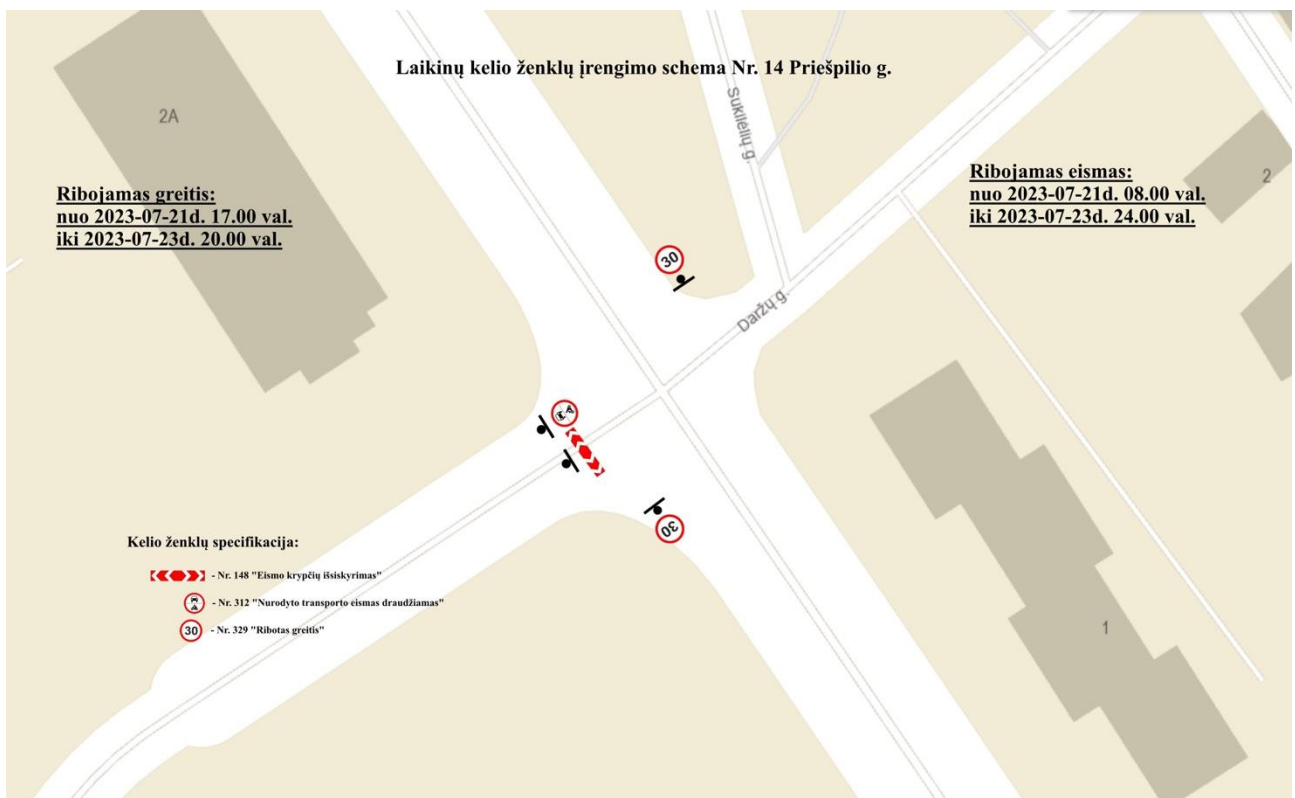 Laikinų kelio ženklų įrengimo schema Nr. 14 Priešpilio g.
2A
Sukilėlių g.
Ribojamas greitis:
nuo 2023-07-21d. 17.00 val.
iki 2023-07-23d. 20.00 val.
Ribojamas eismas:
nuo 2023-07-21d. 08.00 val.
iki 2023-07-23d. 24.00 val.
2
30
Daržų g.
30
Kelio ženklų specifikacija:
- Nr. 148 "Eismo krypčių išsiskyrimas"
- Nr. 312 "Nurodyto transporto eismas draudžiamas"
30 - Nr. 329 "Ribotas greitis"
1